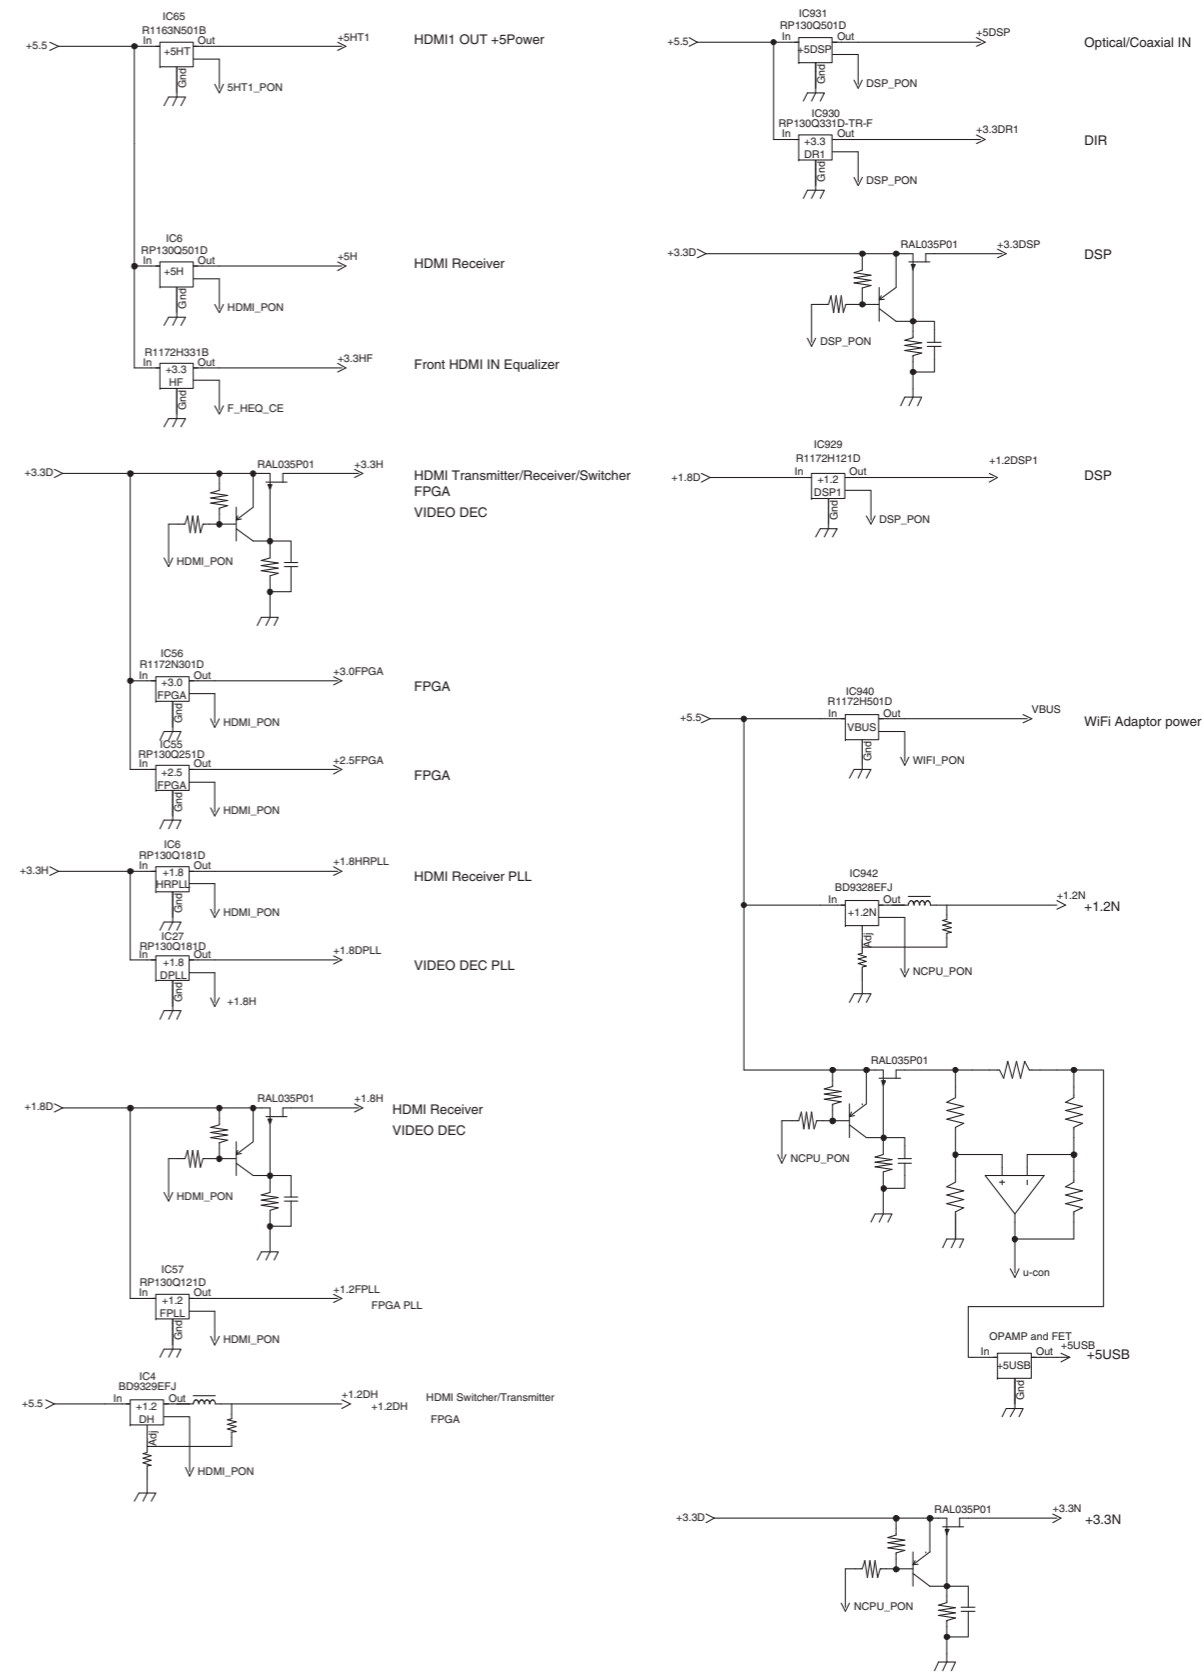 IC65
R1163N501B
+5.5
In
Out
+5HT
Gnd
+5HT1
5HT1_PON
HDMI1 OUT +5Power
IC6
RP130Q501D
In
Out
+5H
Gnd
+5H
HDMI_PON
HDMI Receiver
R1172H331B
In
Out
+3.3
HF
Gnd
+3.3HF
F_HEQ_CE
Front HDMI IN Equalizer
+3.3D
RAL035P01
+3.3H
HDMI_PON
HDMI Transmitter/Receiver/Switcher
FPGA
VIDEO DEC
IC56
R1172N301D
In
Out
+3.0
FPGA
Gnd
+3.0FPGA
HDMI_PON
FPGA
IC55
RP130Q251D
In
Out
+2.5
FPGA
Gnd
+2.5FPGA
HDMI_PON
FPGA
IC6
RP130Q181D
+3.3H
In
Out
+1.8
HRPLL
Gnd
+1.8HRPLL
HDMI_PON
HDMI Receiver PLL
IC27
RP130Q181D
In
Out
+1.8
DPLL
Gnd
+1.8DPLL
+1.8H
VIDEO DEC PLL
+1.8D
RAL035P01
+1.8H
HDMI_PON
HDMI Receiver
VIDEO DEC
IC57
RP130Q121D
In
Out
+1.2
FPLL
Gnd
+1.2FPLL
HDMI_PON
FPGA PLL
IC4
BD9329EFJ
+5.5
In
Out
+1.2
DH
Adj
+1.2DH
+1.2DH
HDMI_PON
HDMI Switcher/Transmitter
FPGA
IC931
RP130Q501D
+5.5
In
Out
+5DSP
Gnd
+5DSP
DSP_PON
Optical/Coaxial IN
IC930
RP130Q331D-TR-F
In
Out
+3.3
DR1
Gnd
+3.3DR1
DSP_PON
DIR
+3.3D
RAL035P01
+3.3DSP
DSP_PON
DSP
IC929
R1172H121D
+1.8D
In
Out
+1.2
DSP1
Gnd
+1.2DSP1
DSP_PON
DSP
IC940
R1172H501D
+5.5
In
Out
VBUS
Gnd
VBUS
WIFI_PON
WiFi Adaptor power
IC942
BD9328EFJ
In
Out
+1.2N
Adj
+1.2N
+1.2N
NCPU_PON
RAL035P01
NCPU_PON
+
−
u-con
OPAMP and FET
In
Out
+5USB
Gnd
+5USB
+5USB
+3.3D
RAL035P01
+3.3N
+3.3N
NCPU_PON